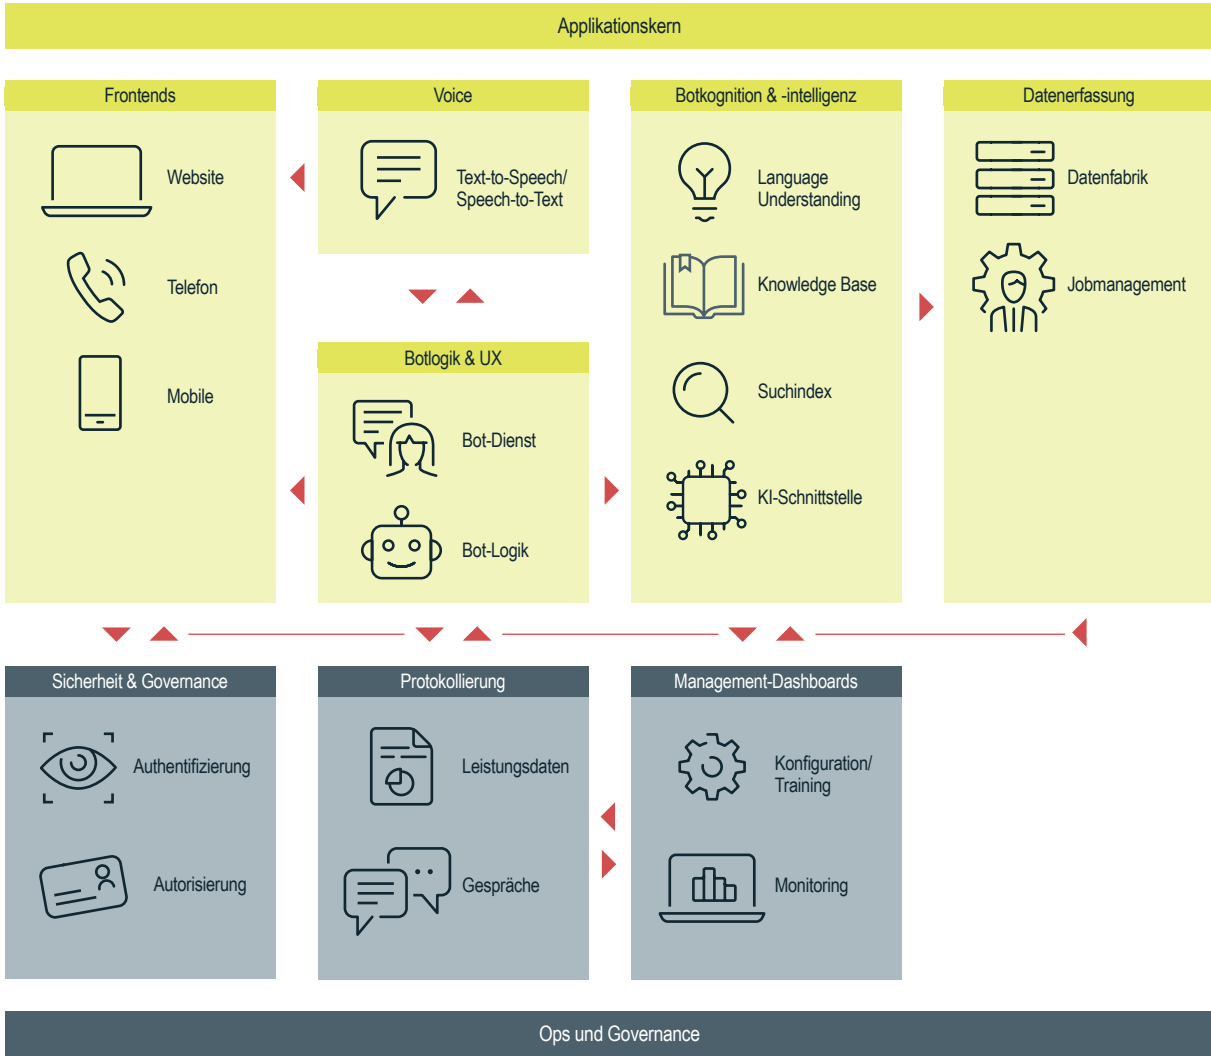 Applikationskern
Frontends
Website
Telefon
Mobile
Voice
Text-to-Speech/
Speech-to-Text
Botlogik & UX
Bot-Dienst
Bot-Logik
Botkognition & -intelligenz
Language
Understanding
Knowledge Base
Suchindex
KI-Schnittstelle
Datenerfassung
Datenfabrik
Jobmanagement
Sicherheit & Governance
Authentifizierung
Autorisierung
Protokollierung
Leistungsdaten
Gespräche
Management-Dashboards
Konfiguration/
Training
Monitoring
Ops und Governance